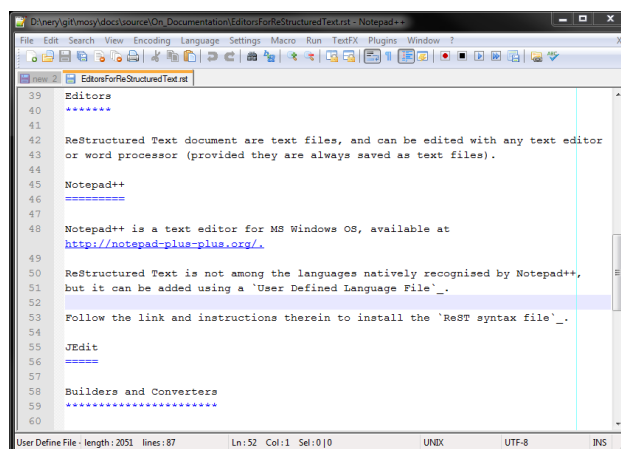 D:\nery\git\mosy\docs\source\On_Documentation\EditorsForReStructuredText.rst - Notepad++
File Edit Search View Encoding Language Settings Macro Run TextFX Plugins Window ? X
new 2 EditorsForReStructuredText.rst
39 Editors
40 *******
41
42 ReStructured Text document are text files, and can be edited with any text editor
43 or word processor (provided they are always saved as text files).
44
45 Notepad++
46 =========
47
48 Notepad++ is a text editor for MS Windows OS, available at
http://notepad-plus-plus.org/.
49
50 ReStructured Text is not among the languages natively recognised by Notepad++,
51 but it can be added using a `User Defined Language File`_.
52
53 Follow the link and instructions therein to install the `ReST syntax file`_.
54
55 JEdit
56 =====
57
58 Builders and Converters
59 ***********************
60
User Define File - length : 2051 lines : 87 Ln : 52 Col : 1 Sel : 0 | 0 UNIX UTF-8 INS